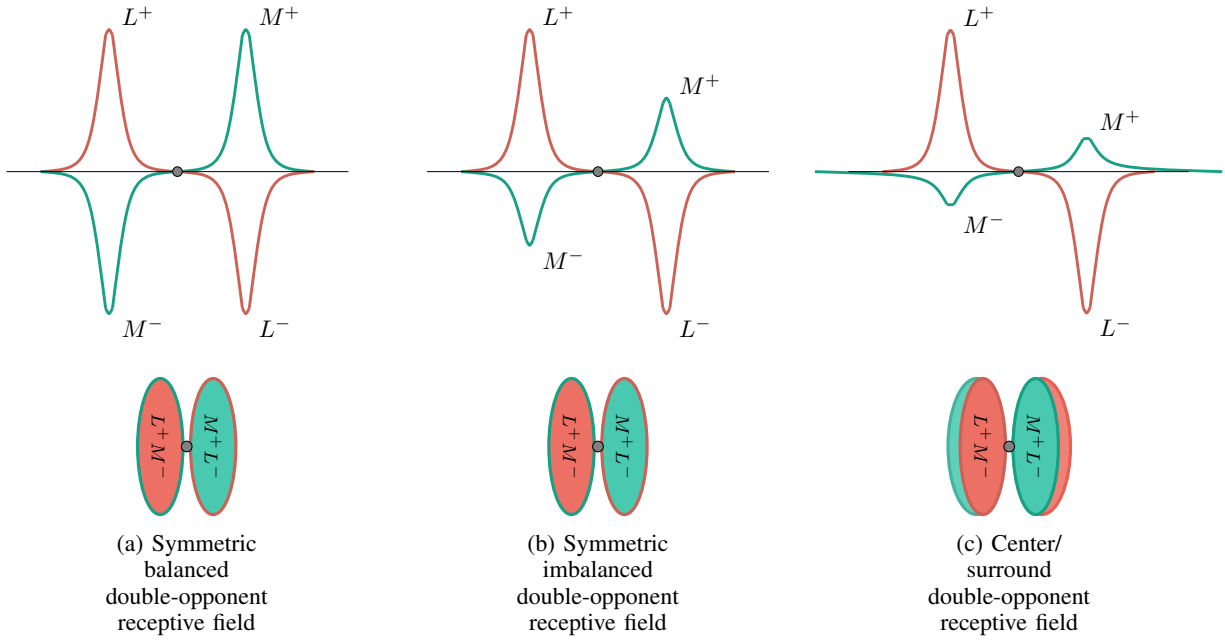 L⁺ M⁺
M⁻ L⁻
L⁺
M⁺
M⁻
L⁻
L⁺
M⁺
M⁻
L⁻
L⁺M⁻ M⁺L⁻
L⁺M⁻ M⁺L⁻
L⁺M⁻ M⁺L⁻
(a) Symmetric
balanced
double-opponent
receptive field
(b) Symmetric
imbalanced
double-opponent
receptive field
(c) Center/
surround
double-opponent
receptive field